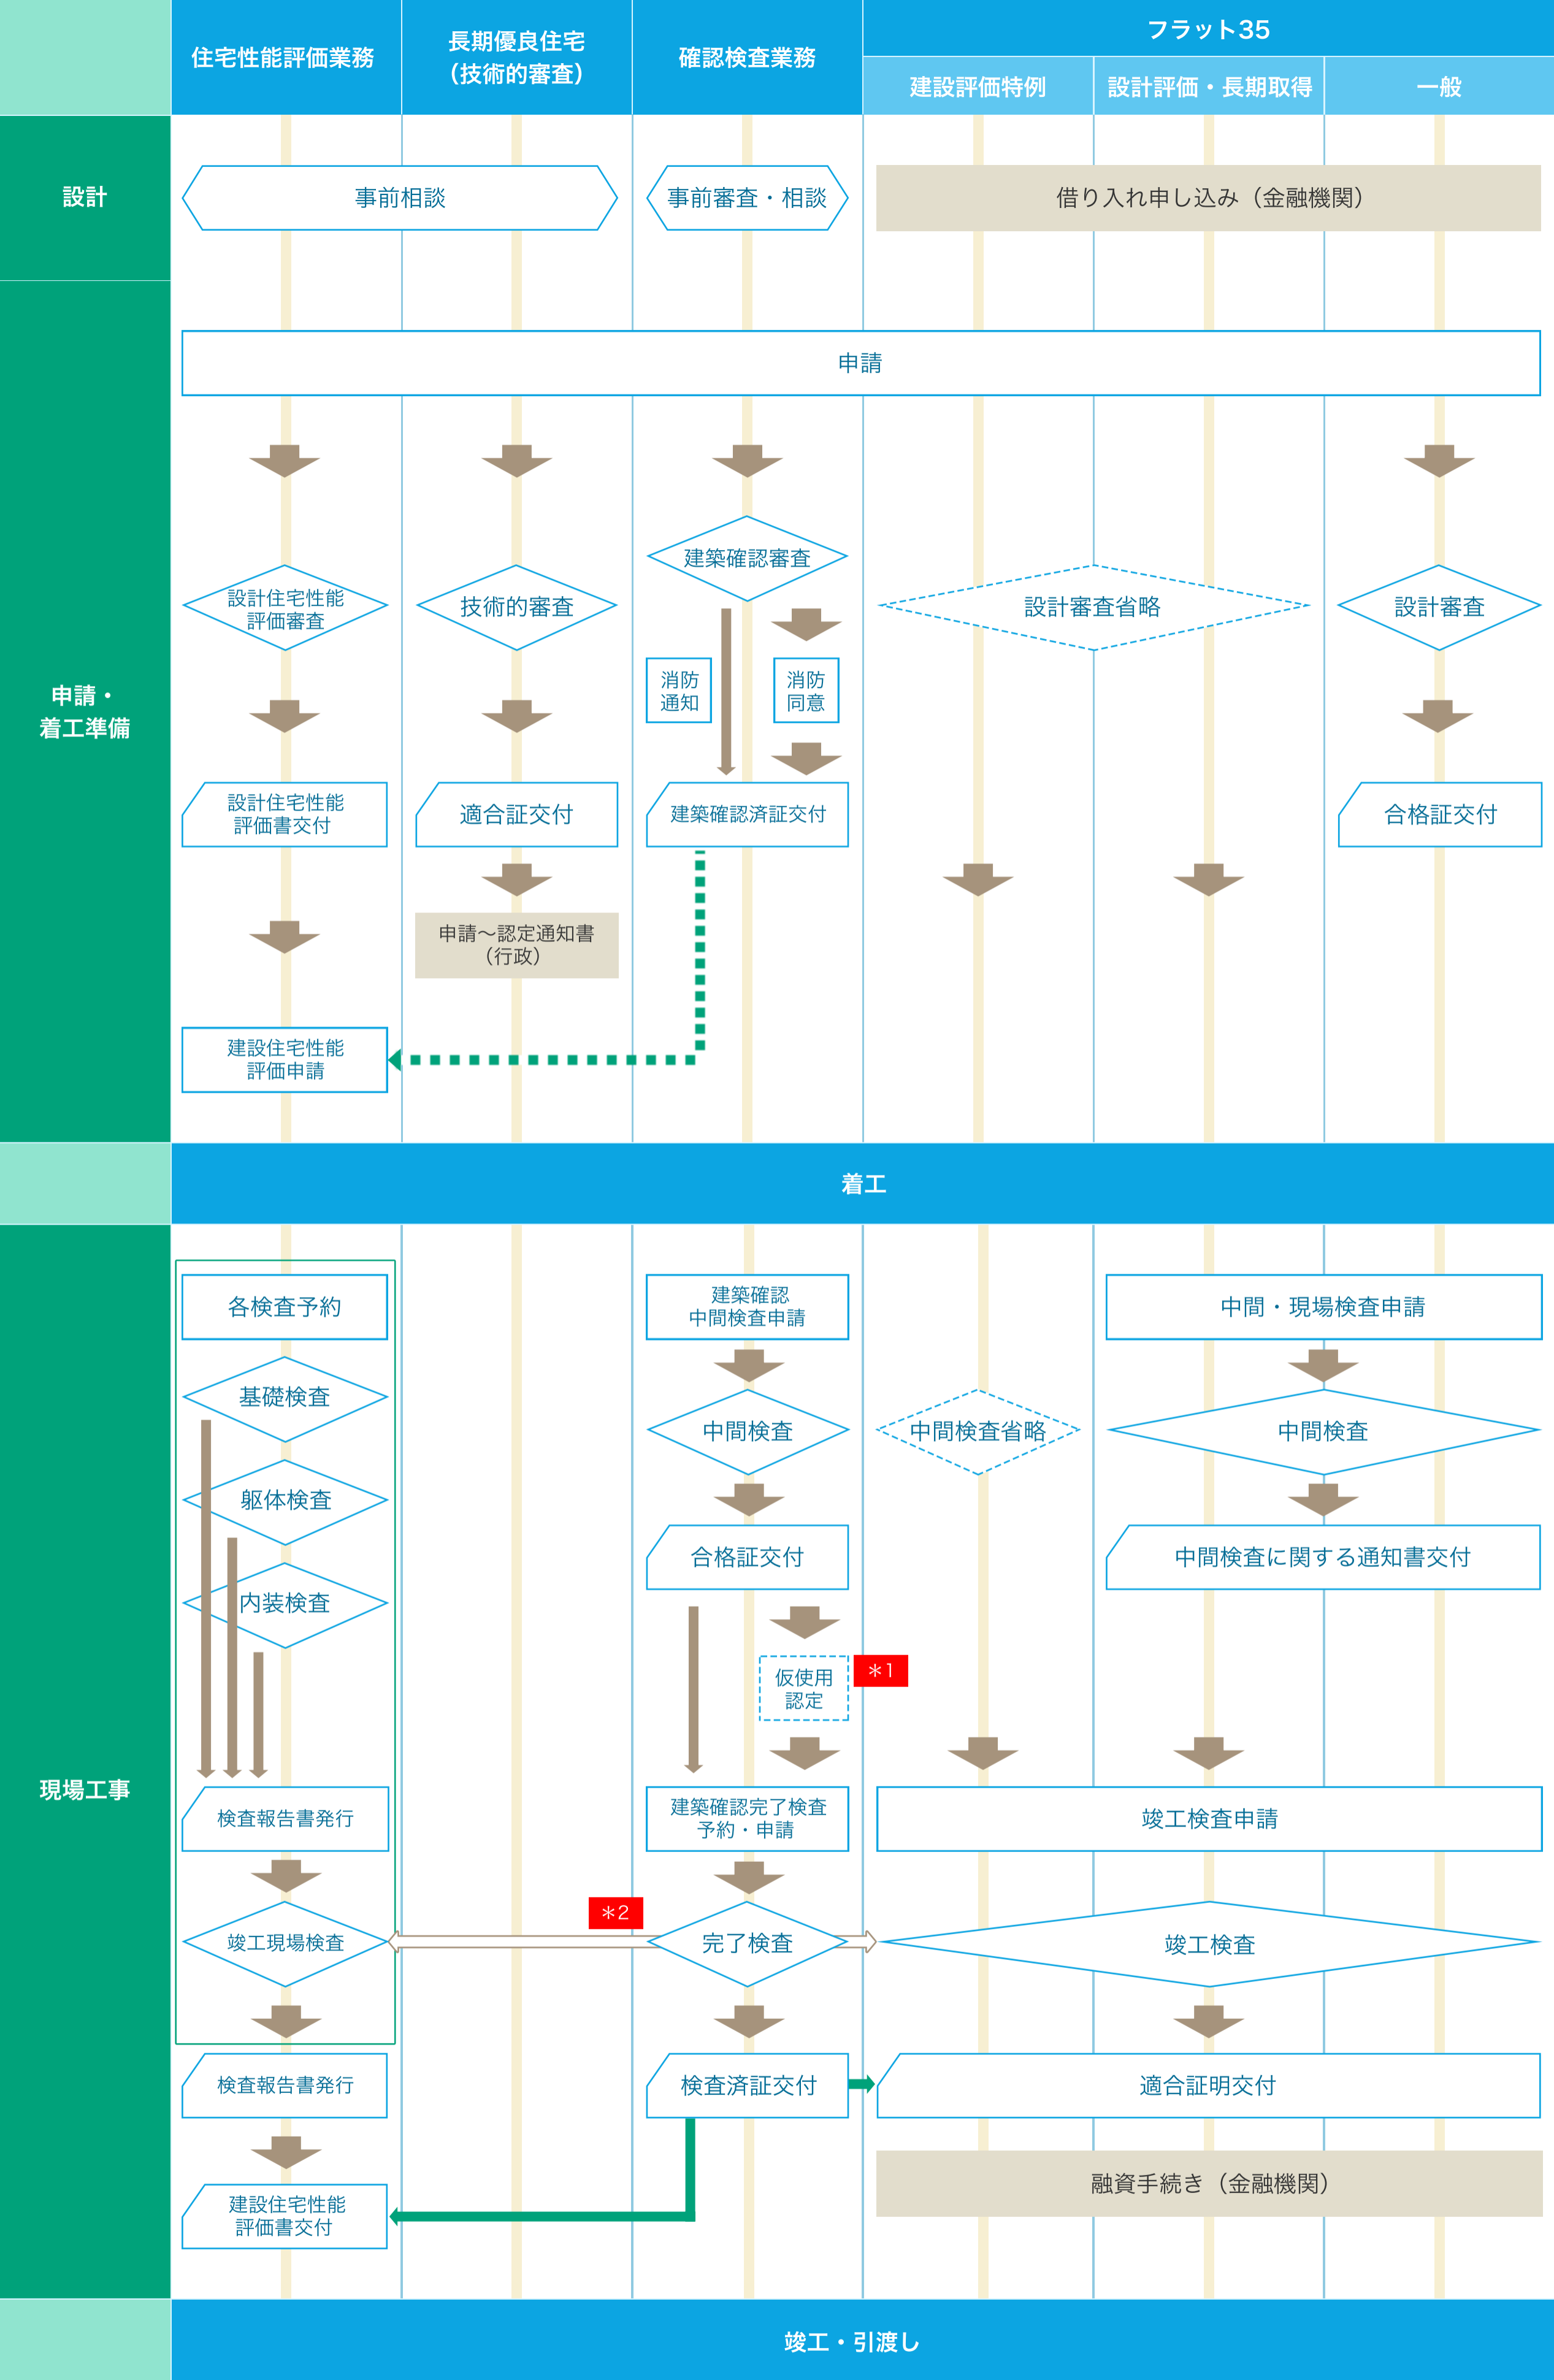 住宅性能評価業務
長期優良住宅
（技術的審査）
確認検査業務
フラット35
建設評価特例
設計評価・長期取得
一般
設計
事前相談
事前審査・相談
借り入れ申し込み（金融機関）
申請・
着工準備
申請
設計住宅性能
評価審査
技術的審査
建築確認審査
設計審査省略
設計審査
消防
通知
消防
同意
設計住宅性能
評価書交付
適合証交付
建築確認済証交付
合格証交付
申請〜認定通知書
（行政）
建設住宅性能
評価申請
着工
現場工事
各検査予約
建築確認
中間検査申請
中間・現場検査申請
基礎検査
中間検査
中間検査省略
中間検査
躯体検査
合格証交付
中間検査に関する通知書交付
内装検査
仮使用
認定
＊1
検査報告書発行
建築確認完了検査
予約・申請
竣工検査申請
＊2
竣工現場検査
完了検査
竣工検査
検査報告書発行
検査済証交付
適合証明交付
融資手続き（金融機関）
建設住宅性能
評価書交付
竣工・引渡し